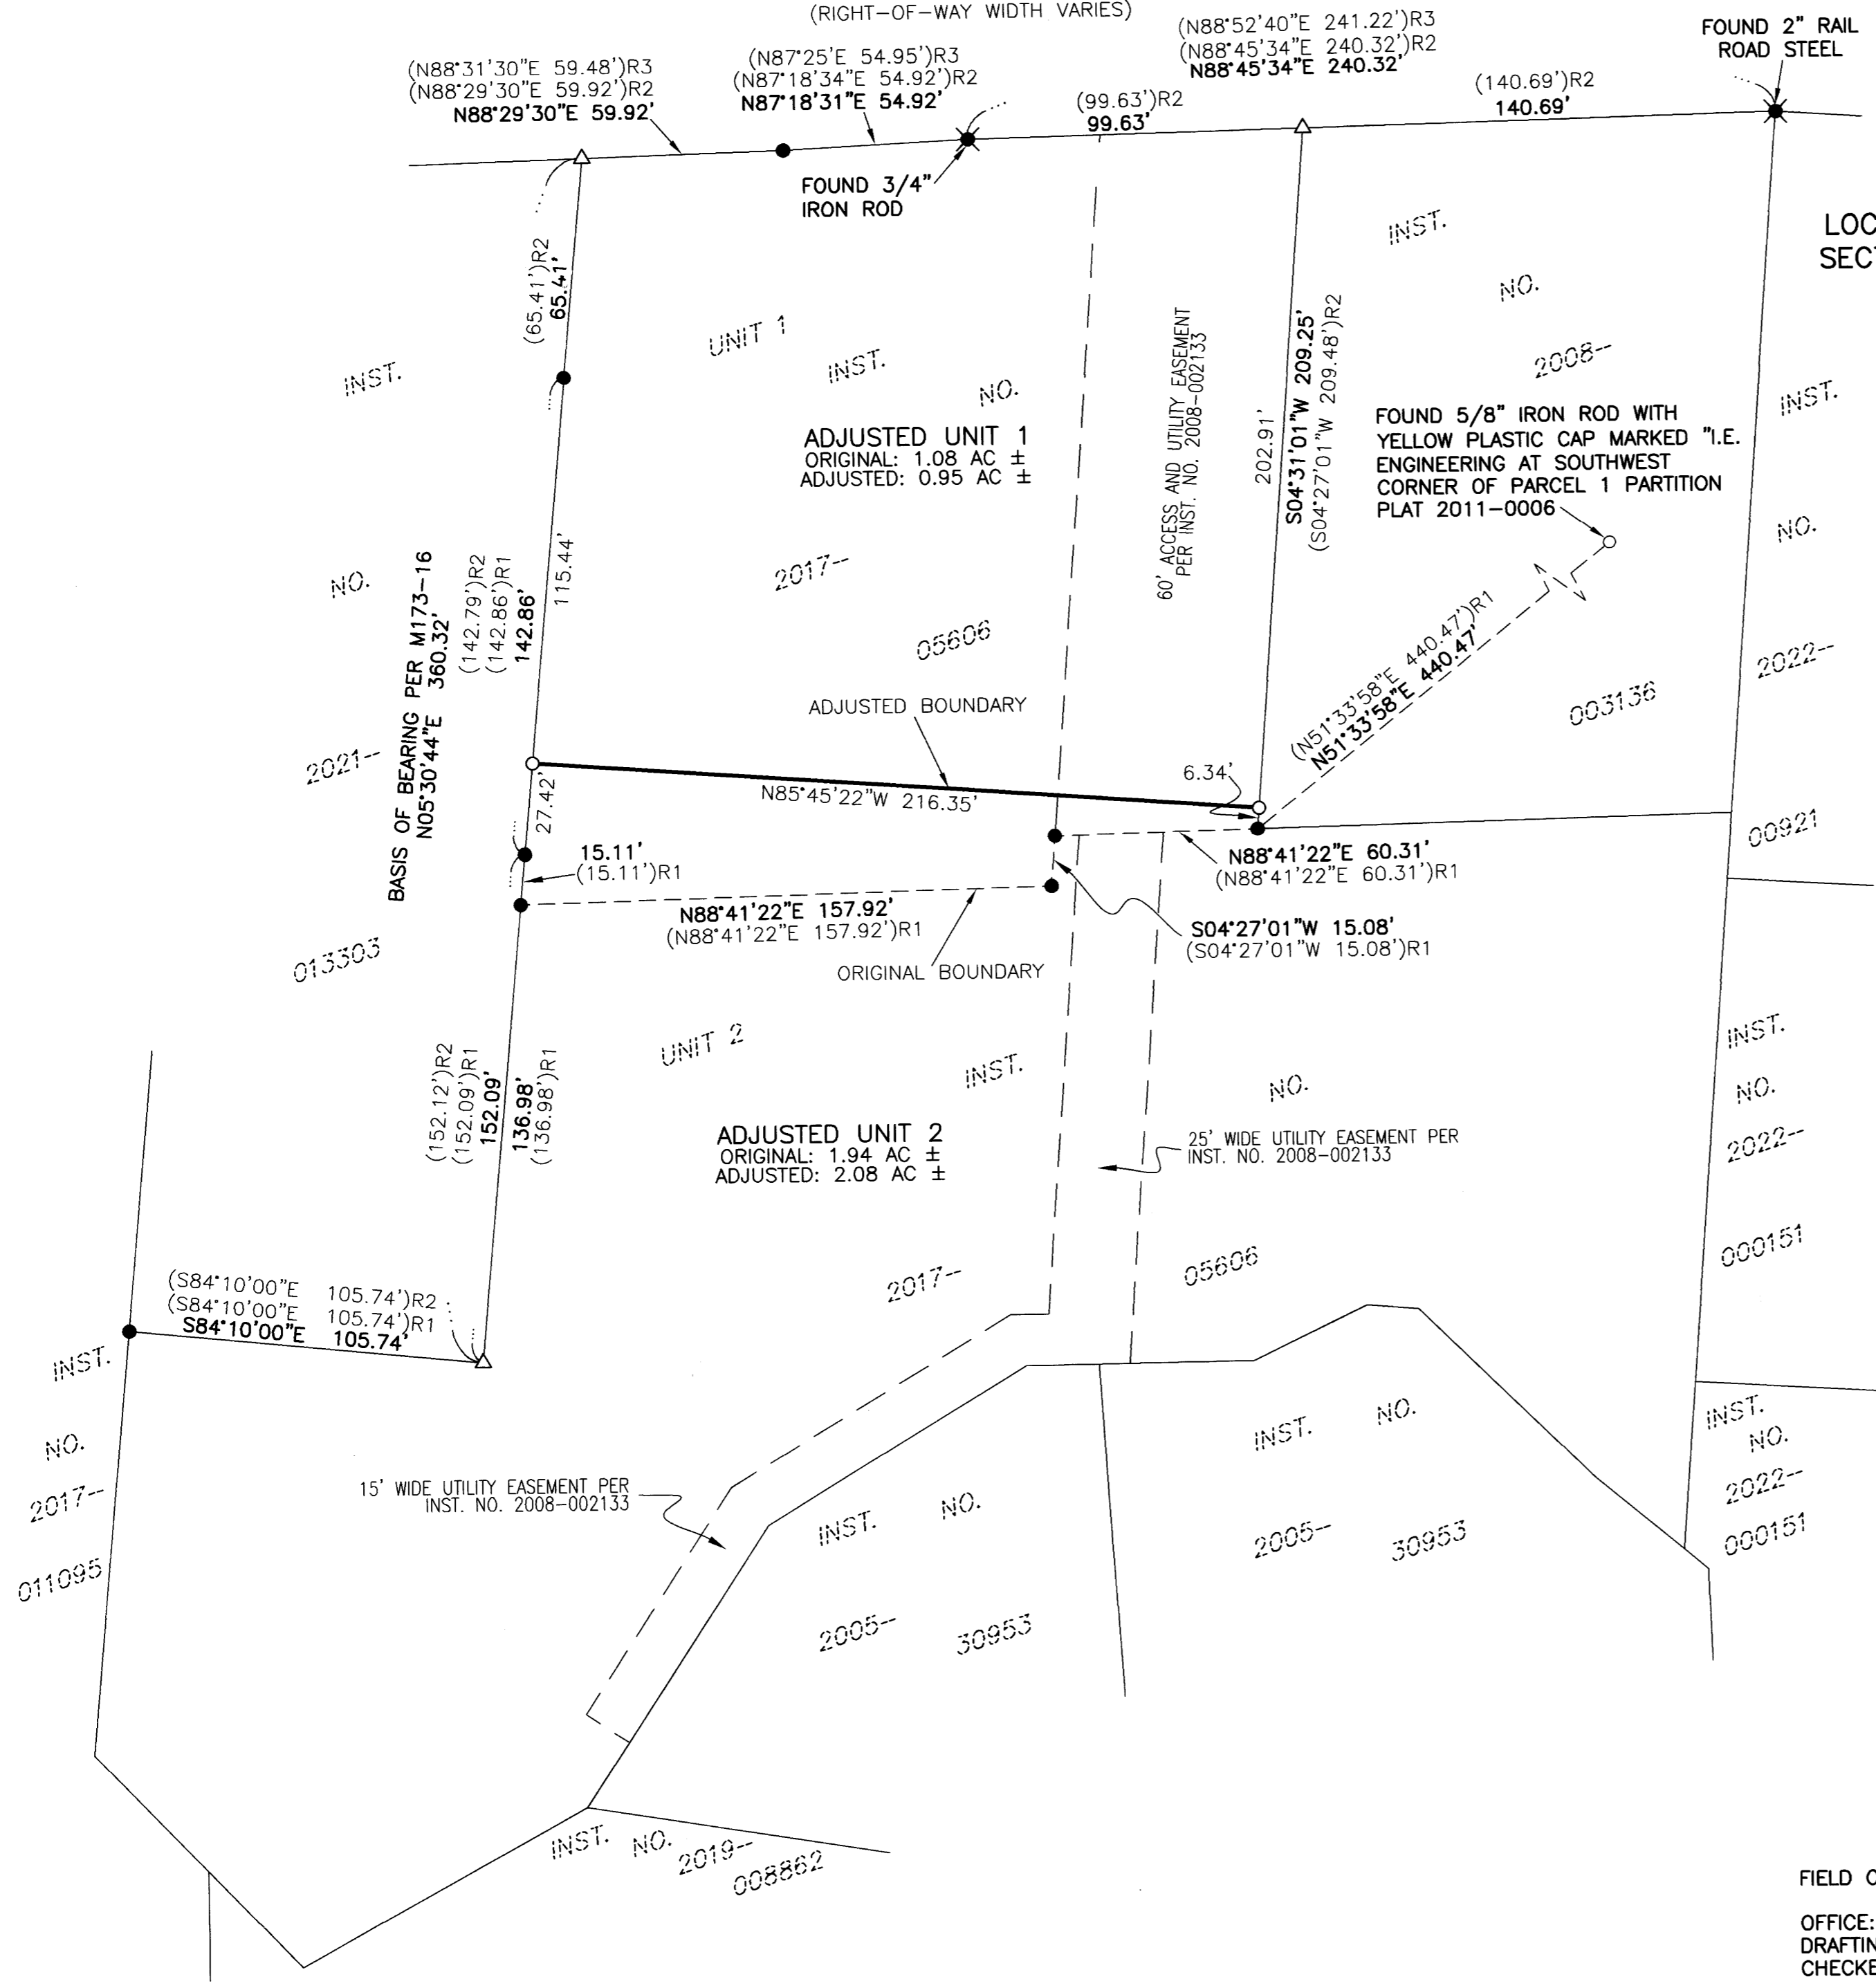 (RIGHT-OF-WAY WIDTH VARIES)
(N88°31'30"E 59.48')R3
(N88°29'30"E 59.92')R2
N88°29'30"E 59.92'
(N87°25'E 54.95')R3
(N87°18'34"E 54.92')R2
N87°18'31"E 54.92'
(N88°52'40"E 241.22')R3
(N88°45'34"E 240.32')R2
N88°45'34"E 240.32'
FOUND 2" RAIL
ROAD STEEL
(99.63')R2
99.63'
(140.69')R2
140.69'
FOUND 3/4"
IRON ROD
LOC
SECT
(65.41')R2
65.41'
UNIT 1
INST.
NO.
2017--
05606
INST.
NO.
2021--
013303
INST.
NO.
2008--
003136
ADJUSTED UNIT 1
ORIGINAL: 1.08 AC ±
ADJUSTED: 0.95 AC ±
60' ACCESS AND UTILITY EASEMENT
PER INST. NO. 2008-002133
202.91'
S04°31'01"W 209.25'
(S04°27'01"W 209.48')R2
FOUND 5/8" IRON ROD WITH
YELLOW PLASTIC CAP MARKED "I.E.
ENGINEERING AT SOUTHWEST
CORNER OF PARCEL 1 PARTITION
PLAT 2011-0006
INST.
NO.
2022--
00921
BASIS OF BEARING PER M173-16
N05°30'44"E 360.32'
(142.79')R2
(142.86')R1
142.86'
115.44'
(N51°33'58"E 440.47')R1
N51°33'58"E 440.47'
ADJUSTED BOUNDARY
6.34'
N85°45'22"W 216.35'
27.42'
15.11'
(15.11')R1
N88°41'22"E 60.31'
(N88°41'22"E 60.31')R1
N88°41'22"E 157.92'
(N88°41'22"E 157.92')R1
S04°27'01"W 15.08'
(S04°27'01"W 15.08')R1
ORIGINAL BOUNDARY
UNIT 2
INST.
NO.
2017--
05606
(152.12')R2
(152.09')R1
152.09'
136.98'
(136.98')R1
ADJUSTED UNIT 2
ORIGINAL: 1.94 AC ±
ADJUSTED: 2.08 AC ±
25' WIDE UTILITY EASEMENT PER
INST. NO. 2008-002133
INST.
NO.
2022--
000151
(S84°10'00"E 105.74')R2
(S84°10'00"E 105.74')R1
S84°10'00"E 105.74'
INST.
NO.
2017--
011095
15' WIDE UTILITY EASEMENT PER
INST. NO. 2008-002133
INST. NO.
2005--
30953
INST. NO.
2005--
30953
INST.
NO.
2022--
000151
INST. NO. 2019--
008862
FIELD C
OFFICE:
DRAFTIN
CHECKE